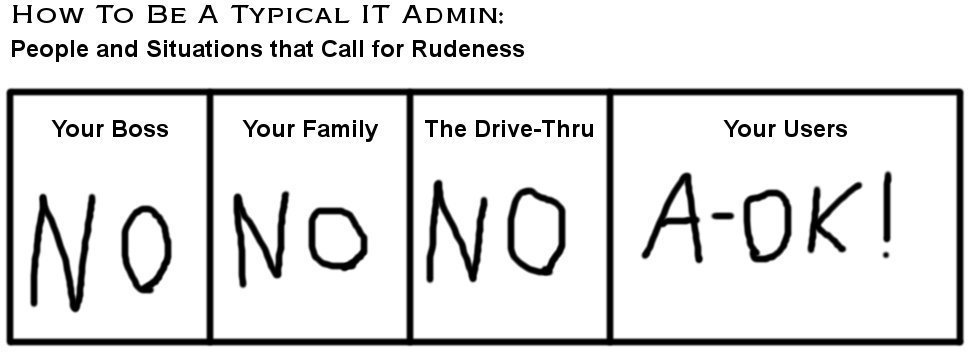 How To Be A Typical IT Admin:
People and Situations that Call for Rudeness
Your Boss
NO
Your Family
NO
The Drive-Thru
NO
Your Users
A-OK!